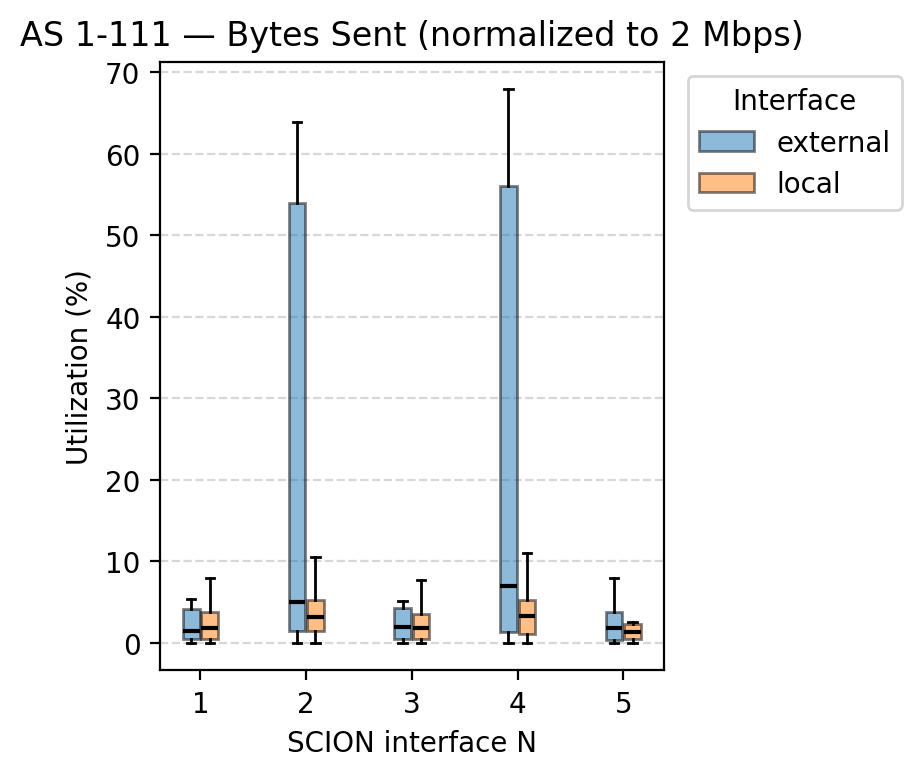 AS 1-111 — Bytes Sent (normalized to 2 Mbps)
Interface
external
local
Utilization (%)
70
60
50
40
30
20
10
0
1 2 3 4 5
SCION interface N